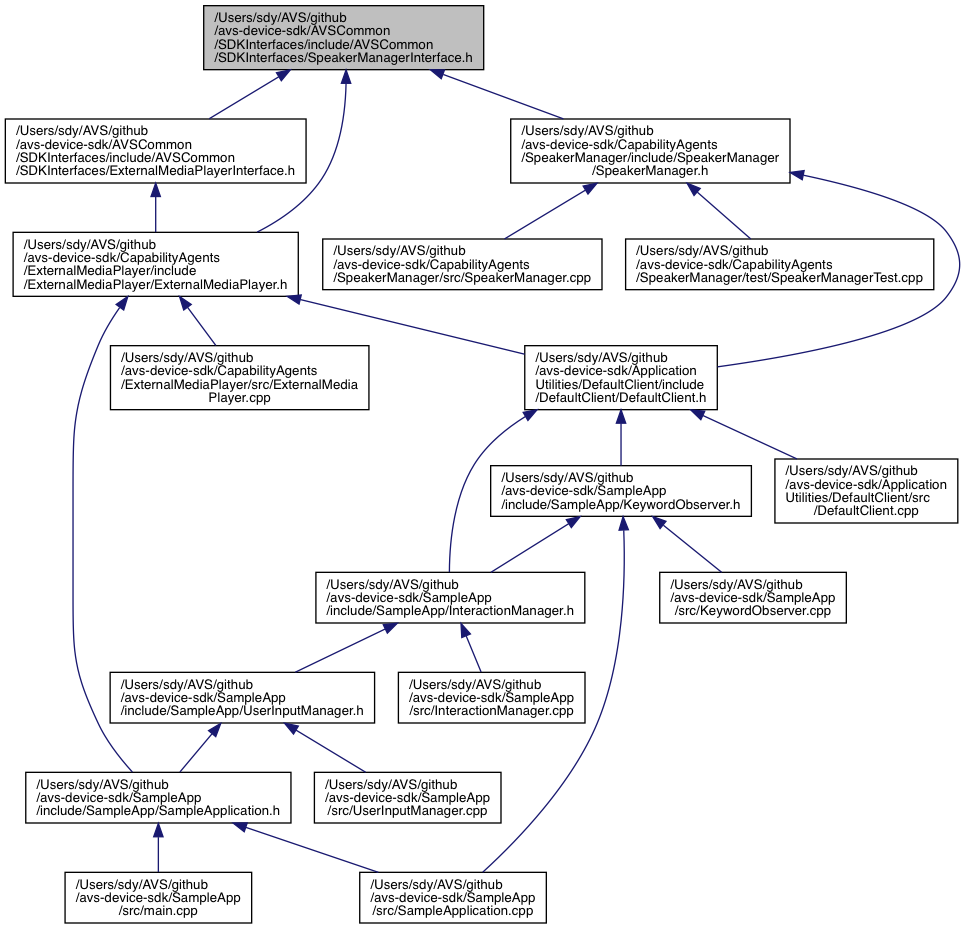 /Users/sdy/AVS/github
/avs-device-sdk/AVSCommon
/SDKInterfaces/include/AVSCommon
/SDKInterfaces/SpeakerManagerInterface.h
/Users/sdy/AVS/github
/avs-device-sdk/AVSCommon
/SDKInterfaces/include/AVSCommon
/SDKInterfaces/ExternalMediaPlayerInterface.h
/Users/sdy/AVS/github
/avs-device-sdk/CapabilityAgents
/SpeakerManager/include/SpeakerManager
/SpeakerManager.h
/Users/sdy/AVS/github
/avs-device-sdk/CapabilityAgents
/ExternalMediaPlayer/include
/ExternalMediaPlayer/ExternalMediaPlayer.h
/Users/sdy/AVS/github
/avs-device-sdk/CapabilityAgents
/SpeakerManager/src/SpeakerManager.cpp
/Users/sdy/AVS/github
/avs-device-sdk/CapabilityAgents
/SpeakerManager/test/SpeakerManagerTest.cpp
/Users/sdy/AVS/github
/avs-device-sdk/CapabilityAgents
/ExternalMediaPlayer/src/ExternalMedia
Player.cpp
/Users/sdy/AVS/github
/avs-device-sdk/Application
Utilities/DefaultClient/include
/DefaultClient/DefaultClient.h
/Users/sdy/AVS/github
/avs-device-sdk/SampleApp
/include/SampleApp/KeywordObserver.h
/Users/sdy/AVS/github
/avs-device-sdk/Application
Utilities/DefaultClient/src
/DefaultClient.cpp
/Users/sdy/AVS/github
/avs-device-sdk/SampleApp
/include/SampleApp/InteractionManager.h
/Users/sdy/AVS/github
/avs-device-sdk/SampleApp
/src/KeywordObserver.cpp
/Users/sdy/AVS/github
/avs-device-sdk/SampleApp
/include/SampleApp/UserInputManager.h
/Users/sdy/AVS/github
/avs-device-sdk/SampleApp
/src/InteractionManager.cpp
/Users/sdy/AVS/github
/avs-device-sdk/SampleApp
/include/SampleApp/SampleApplication.h
/Users/sdy/AVS/github
/avs-device-sdk/SampleApp
/src/UserInputManager.cpp
/Users/sdy/AVS/github
/avs-device-sdk/SampleApp
/src/main.cpp
/Users/sdy/AVS/github
/avs-device-sdk/SampleApp
/src/SampleApplication.cpp